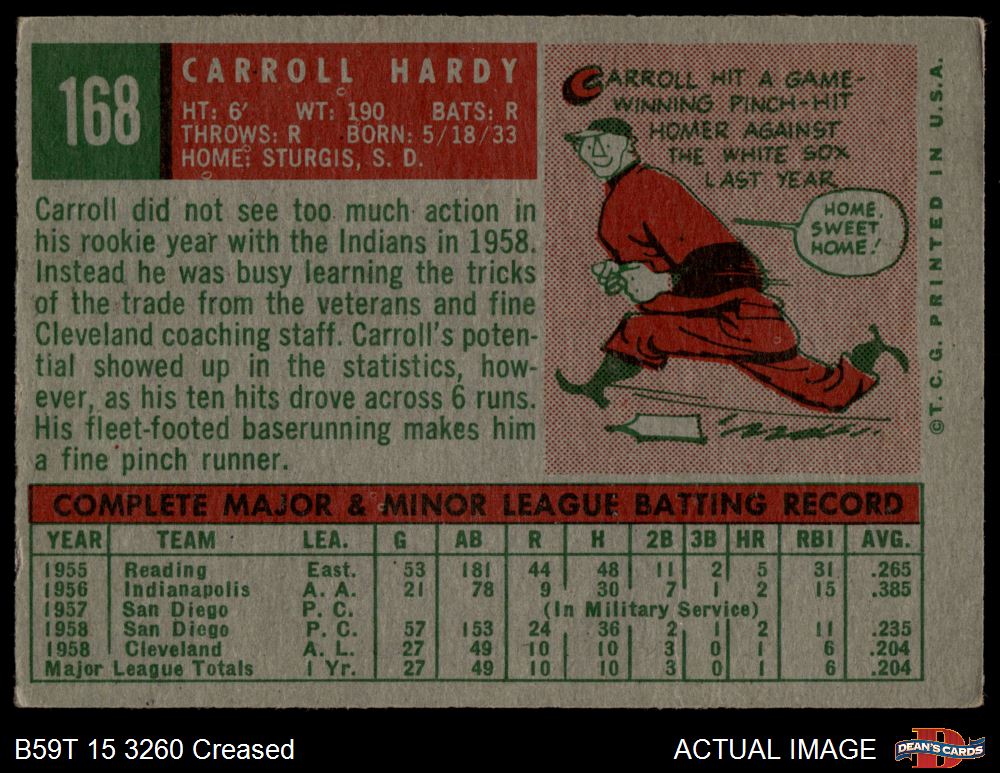 168
CARROLL HARDY
HT: 6' WT: 190 BATS: R
THROWS: R BORN: 5/18/33
HOME: STURGIS, S. D.
Carroll did not see too much action in
his rookie year with the Indians in 1958.
Instead he was busy learning the tricks
of the trade from the veterans and fine
Cleveland coaching staff. Carroll's poten-
tial showed up in the statistics, how-
ever, as his ten hits drove across 6 runs.
His fleet-footed baserunning makes him
a fine pinch runner.
CARROLL HIT A GAME-
WINNING PINCH-HIT
HOMER AGAINST
THE WHITE SOX
LAST YEAR
HOME,
SWEET
HOME!
©T. C. G. PRINTED IN U.S.A.
COMPLETE MAJOR & MINOR LEAGUE BATTING RECORD
YEAR TEAM LEA. G AB R H 2B 3B HR RBI AVG.
1955 Reading East. 53 181 44 48 11 2 5 31 .265
1956 Indianapolis A. A. 21 78 9 30 7 1 2 15 .385
1957 San Diego P. C. (In Military Service)
1958 San Diego P. C. 57 153 24 36 2 1 2 11 .235
1958 Cleveland A. L. 27 49 10 10 3 0 1 6 .204
Major League Totals 1 Yr. 27 49 10 10 3 0 1 6 .204
B59T 15 3260 Creased
ACTUAL IMAGE
DEAN'S CARDS